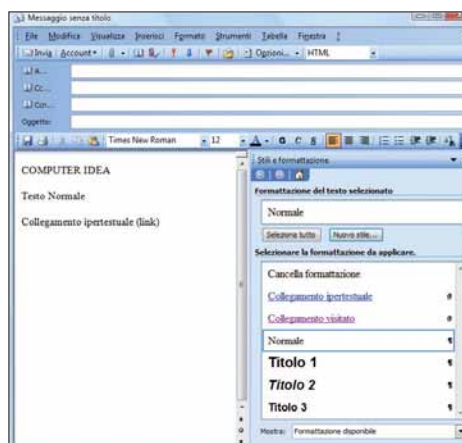 Messaggio senza titolo
File Modifica Visualizza Inserisci Formato Strumenti Tabella Finestra ?
Invia Account HTML
A...
Cc...
Ccn...
Oggetto:
Times New Roman 12 A G C S
COMPUTER IDEA
Testo Normale
Collegamento ipertestuale (link)
Stili e formattazione
Formattazione del testo selezionato
Normale
Seleziona tutto Nuovo stile...
Selezionare la formattazione da applicare.
Cancella formattazione
Collegamento ipertestuale a
Collegamento visitato a
Normale ¶
Titolo 1 ¶
Titolo 2 ¶
Titolo 3 ¶
Mostra: Formattazione disponibile